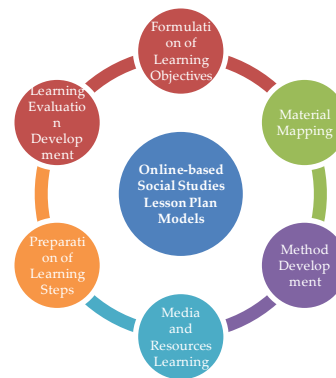 Formulati
on of
Learning
Objectives
Material
Mapping
Method
Develop
ment
Media
and
Resources
Learning
Preparati
on of
Learning
Steps
Learning
Evaluatio
n
Develop
ment
Online-based
Social Studies
Lesson Plan
Models